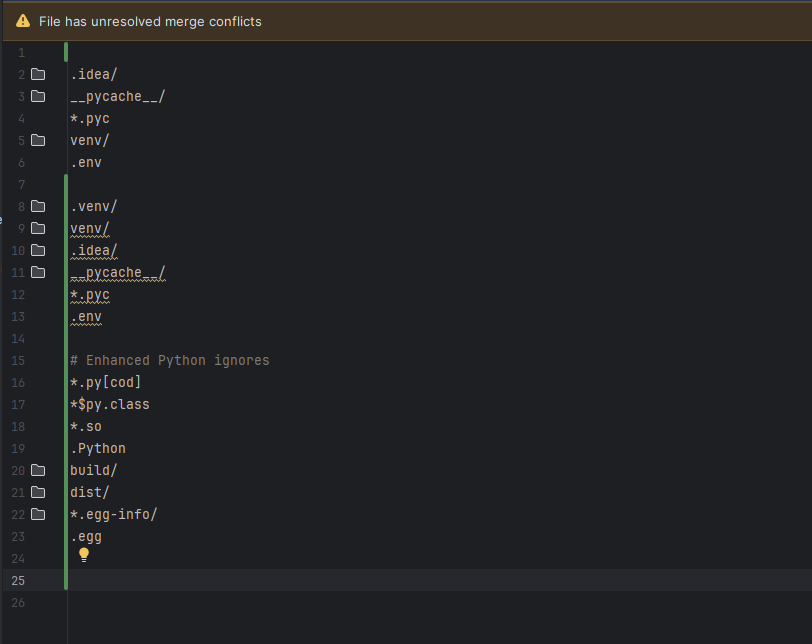 File has unresolved merge conflicts
1
2 .idea/
3 __pycache__/
4 *.pyc
5 venv/
6 .env
7
8 .venv/
9 venv/
10 .idea/
11 __pycache__/
12 *.pyc
13 .env
14
15 # Enhanced Python ignores
16 *.py[cod]
17 *$py.class
18 *.so
19 .Python
20 build/
21 dist/
22 *.egg-info/
23 .egg
24
25
26